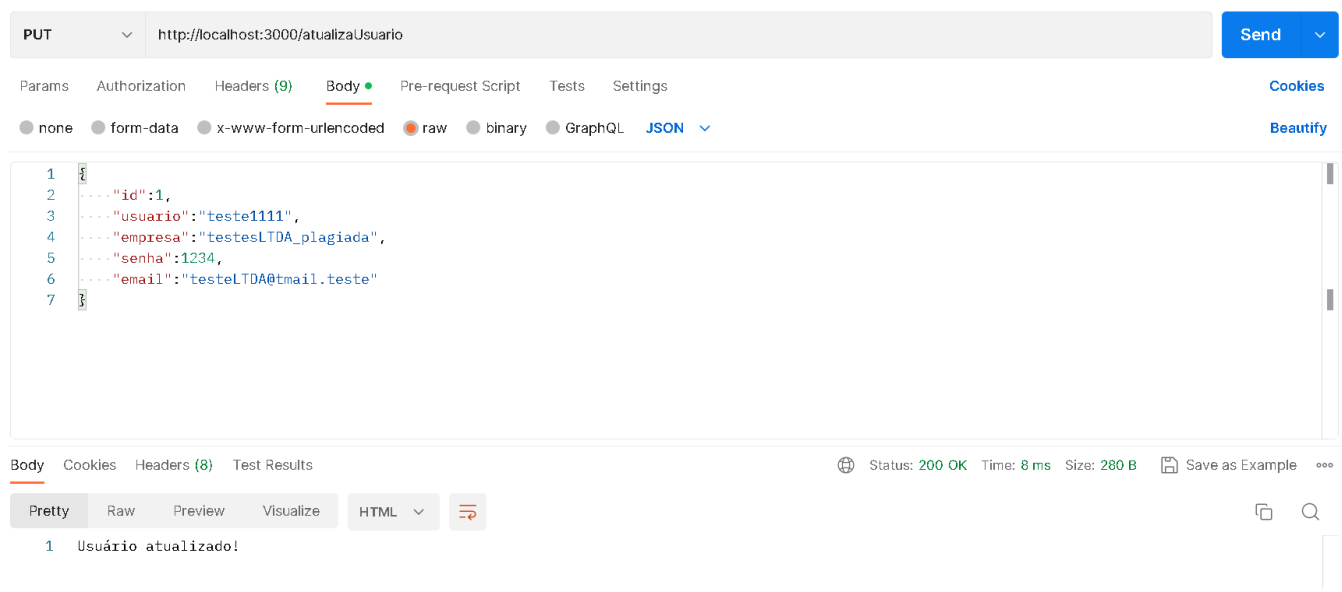 PUT http://localhost:3000/atualizaUsuario Send
Params Authorization Headers (9) Body Pre-request Script Tests Settings Cookies
none form-data x-www-form-urlencoded raw binary GraphQL JSON Beautify
1 {
2 ····"id":1,
3 ····"usuario":"teste1111",
4 ····"empresa":"testesLTDA_plagiada",
5 ····"senha":1234,
6 ····"email":"testeLTDA@tmail.teste"
7 }
Body Cookies Headers (8) Test Results Status: 200 OK Time: 8 ms Size: 280 B Save as Example
Pretty Raw Preview Visualize HTML
1 Usuário atualizado!